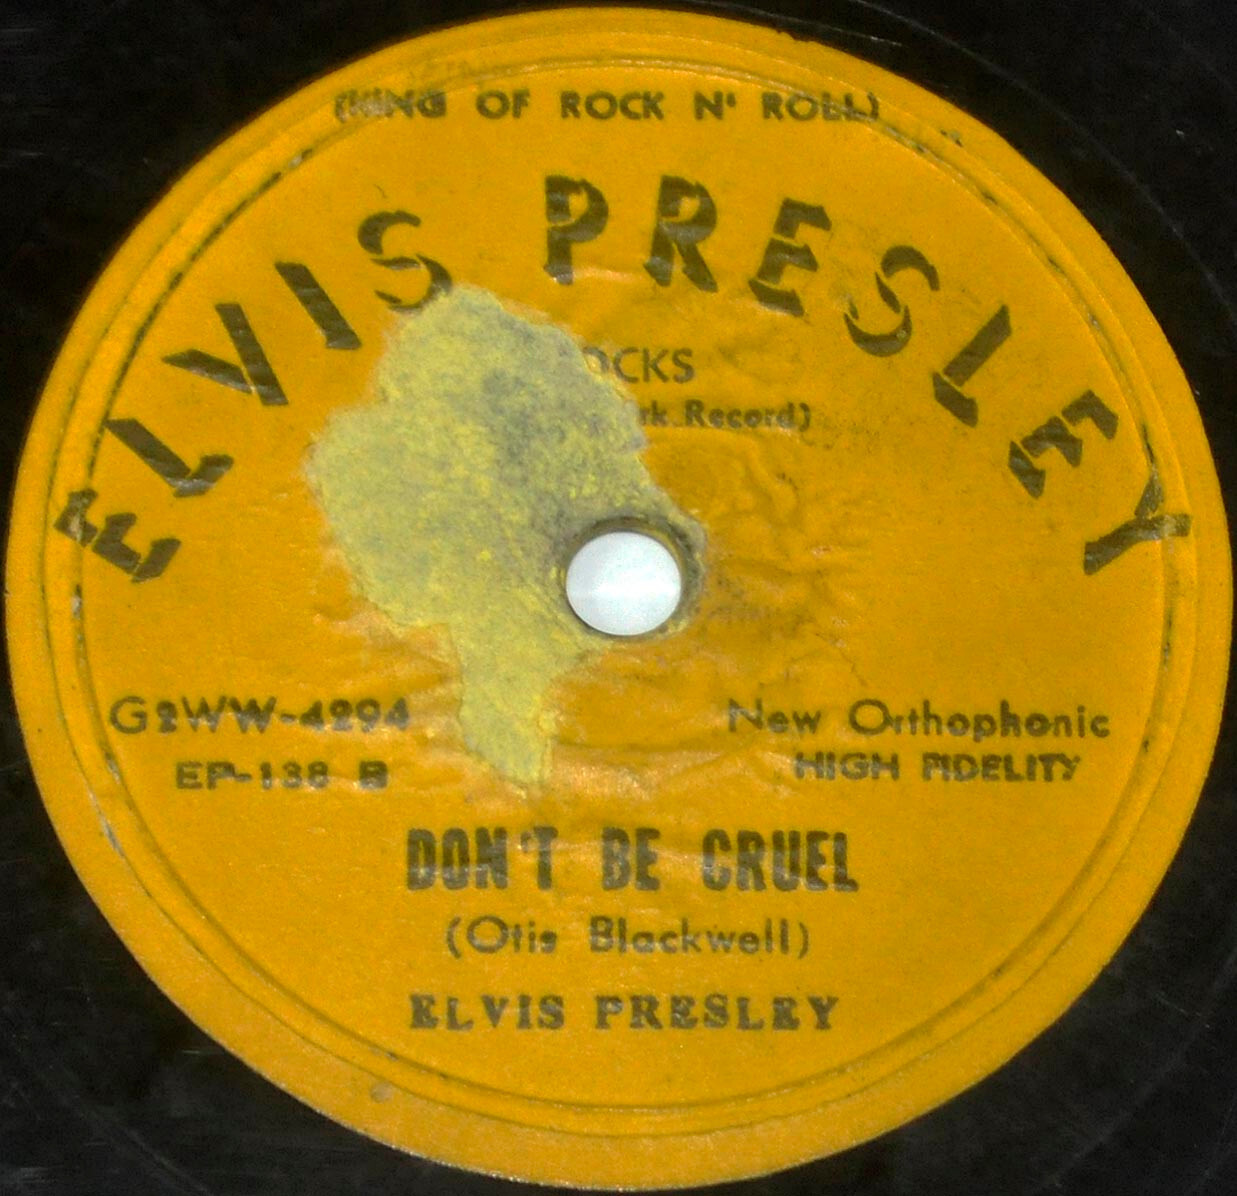 (KING OF ROCK N' ROLL)
ELVIS PRESLEY
OCKS
rk Record)
G2WW-4294
EP-138 B
New Orthophonic
HIGH FIDELITY
DON'T BE CRUEL
(Otis Blackwell)
ELVIS PRESLEY